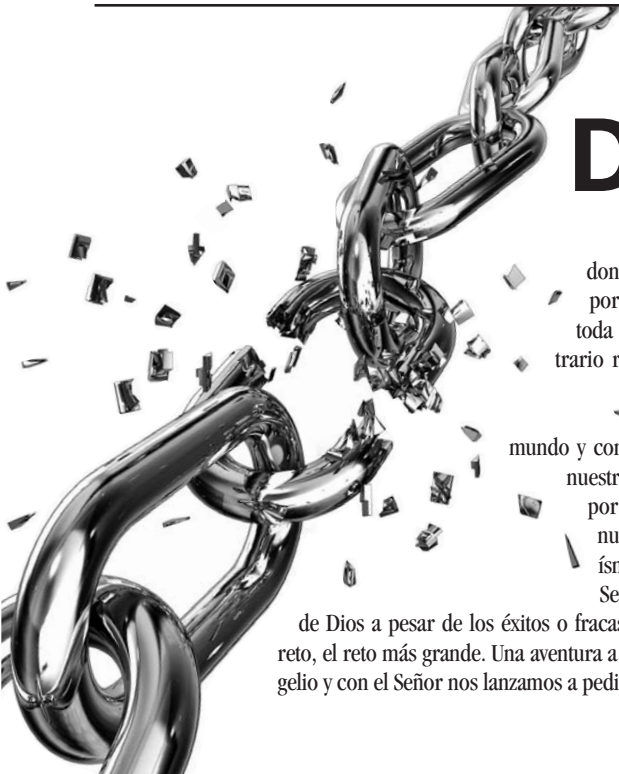 D
don
por
toda
trario r
mundo y con
nuestr
por
nu
ísm
Se
de Dios a pesar de los éxitos o fracas
reto, el reto más grande. Una aventura a
gelio y con el Señor nos lanzamos a pedi